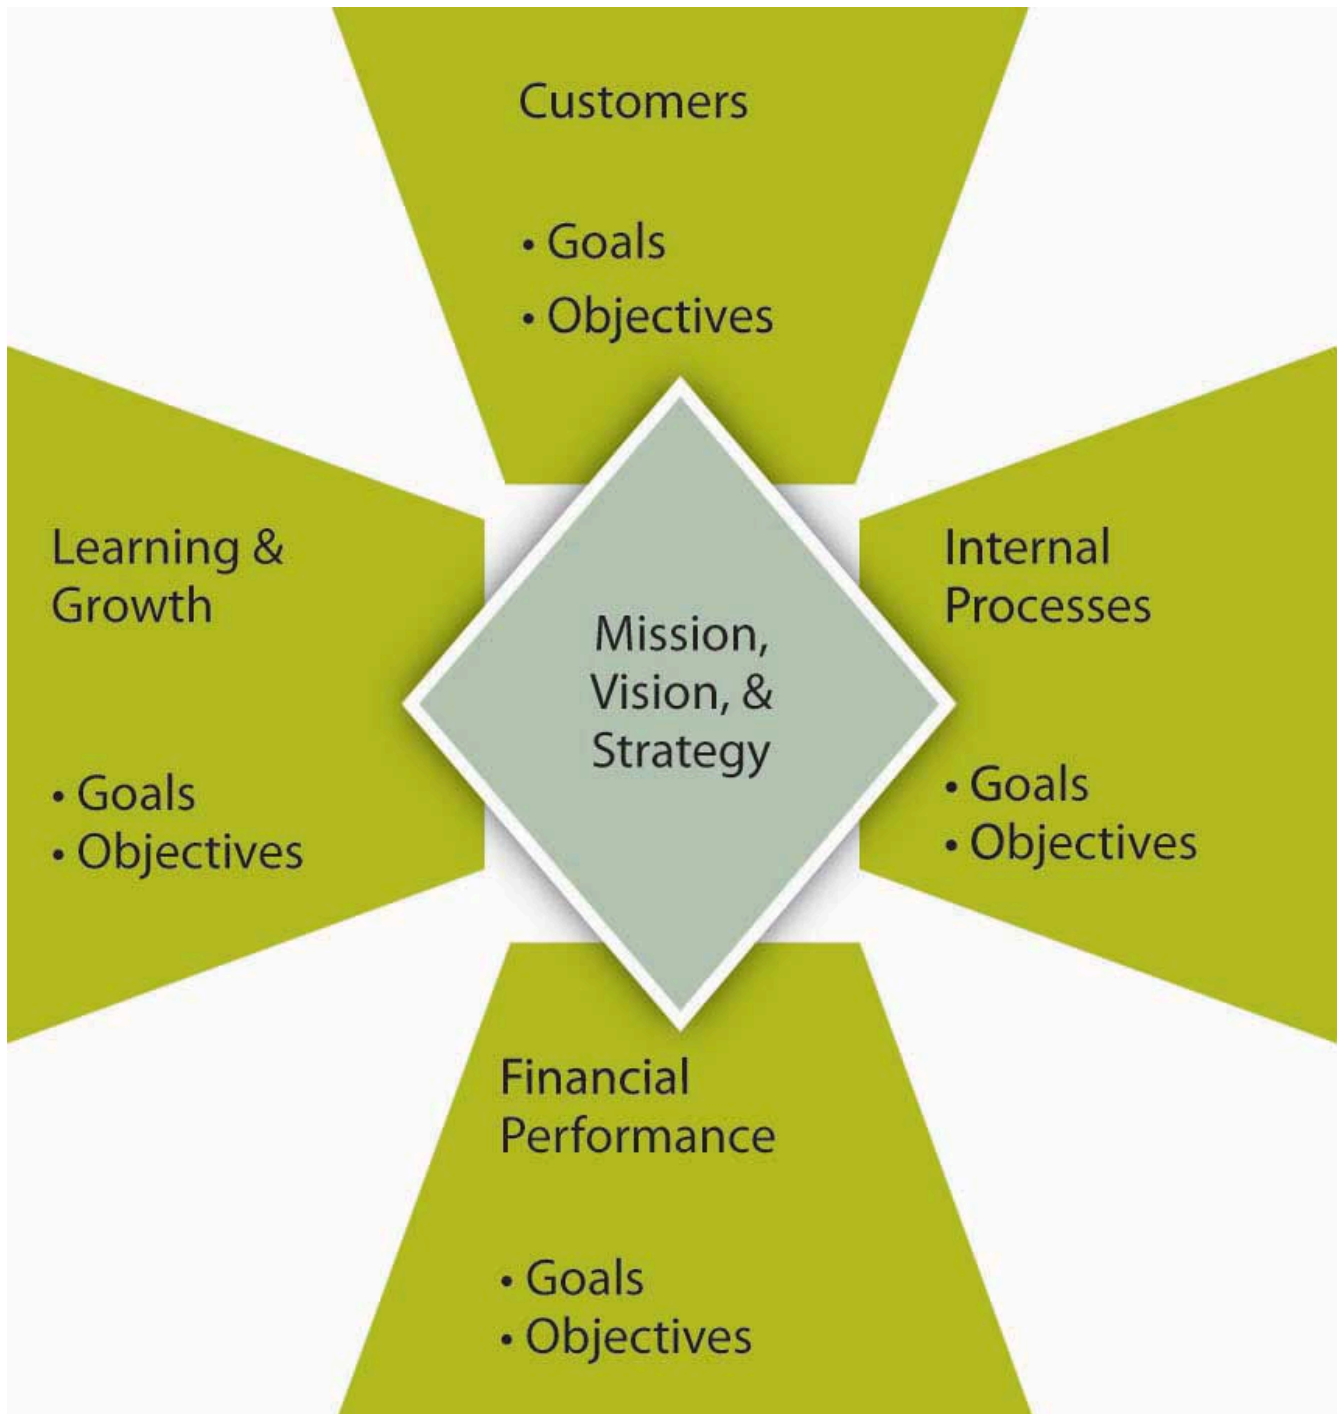 Customers
• Goals
• Objectives
Learning &
Growth
• Goals
• Objectives
Mission,
Vision, &
Strategy
Internal
Processes
• Goals
• Objectives
Financial
Performance
• Goals
• Objectives